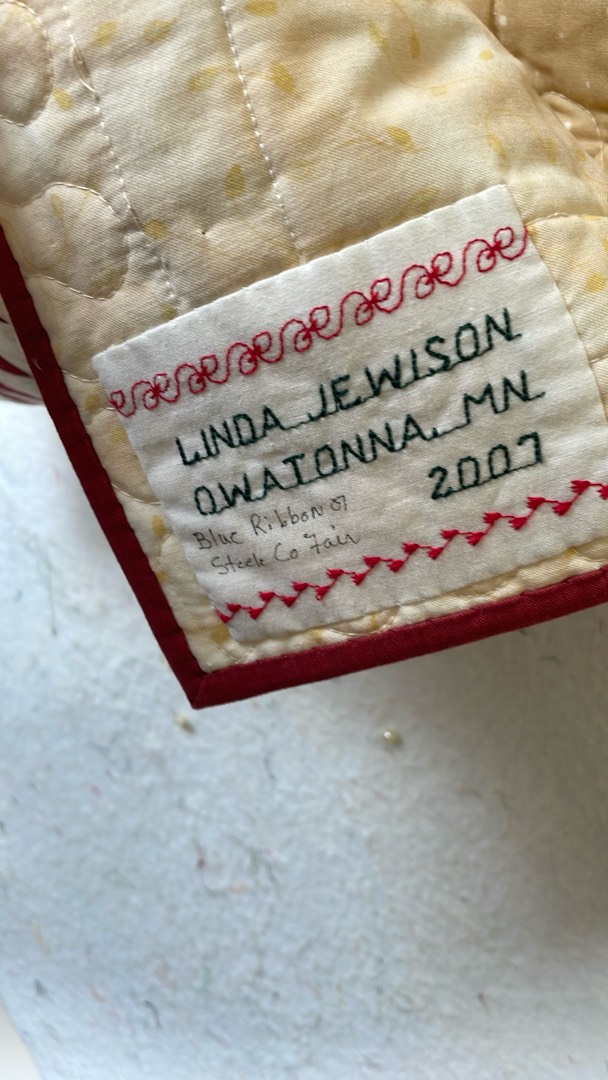 LINDA JEWISON
OWATONNA, MN.
2007
Blue Ribbon 07
Steele Co Fair